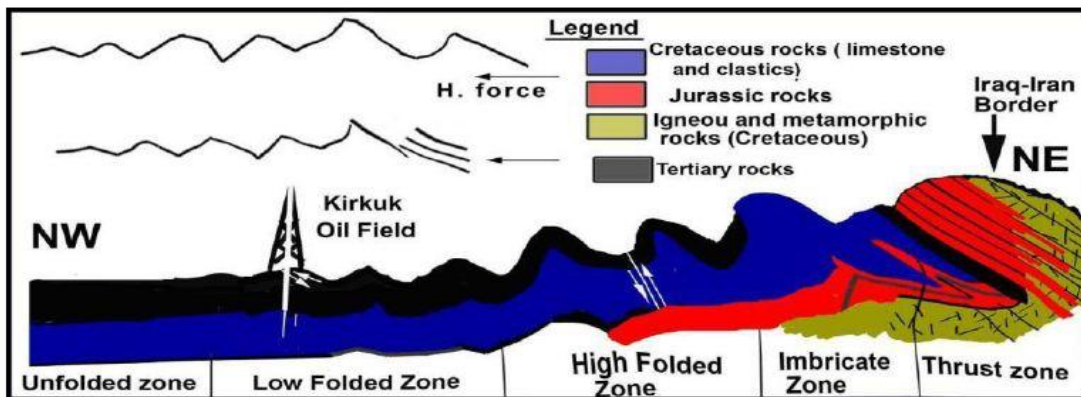 Legend
Cretaceous rocks ( limestone
and clastics)
H. force
Jurassic rocks
Igneou and metamorphic
rocks (Cretaceous)
Tertiary rocks
Iraq-Iran
Border
NE
Kirkuk
Oil Field
NW
Unfolded zone
Low Folded Zone
High Folded
Zone
Imbricate
Zone
Thrust zone